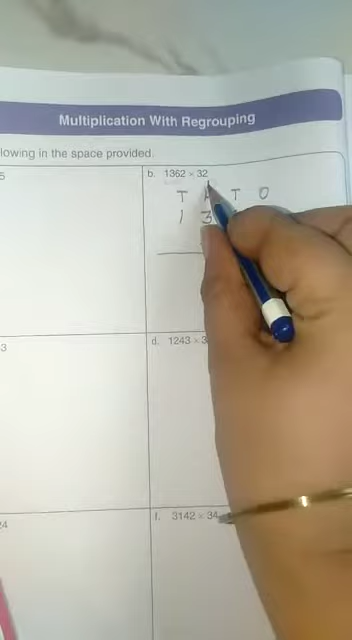 Multiplication With Regrouping
lowing in the space provided.
5
b. 1362 × 32
T H T O
1 3
3
d. 1243 × 3
24
f. 3142 × 34